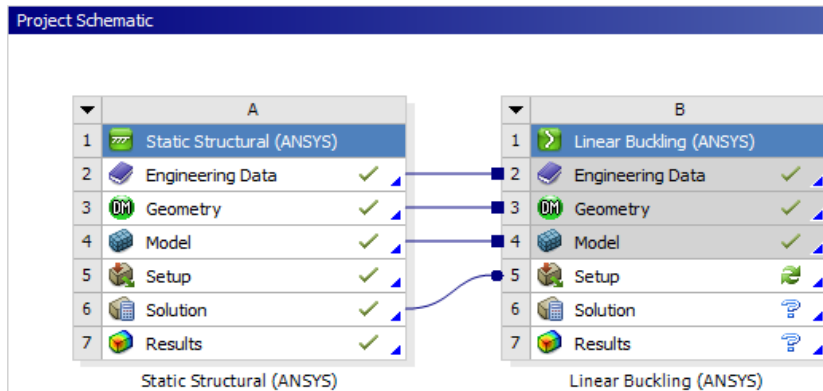 Project Schematic
A
1 Static Structural (ANSYS)
2 Engineering Data
3 DM Geometry
4 Model
5 Setup
6 Solution
7 Results
Static Structural (ANSYS)
B
1 Linear Buckling (ANSYS)
2 Engineering Data
3 DM Geometry
4 Model
5 Setup
6 Solution ?
7 Results ?
Linear Buckling (ANSYS)